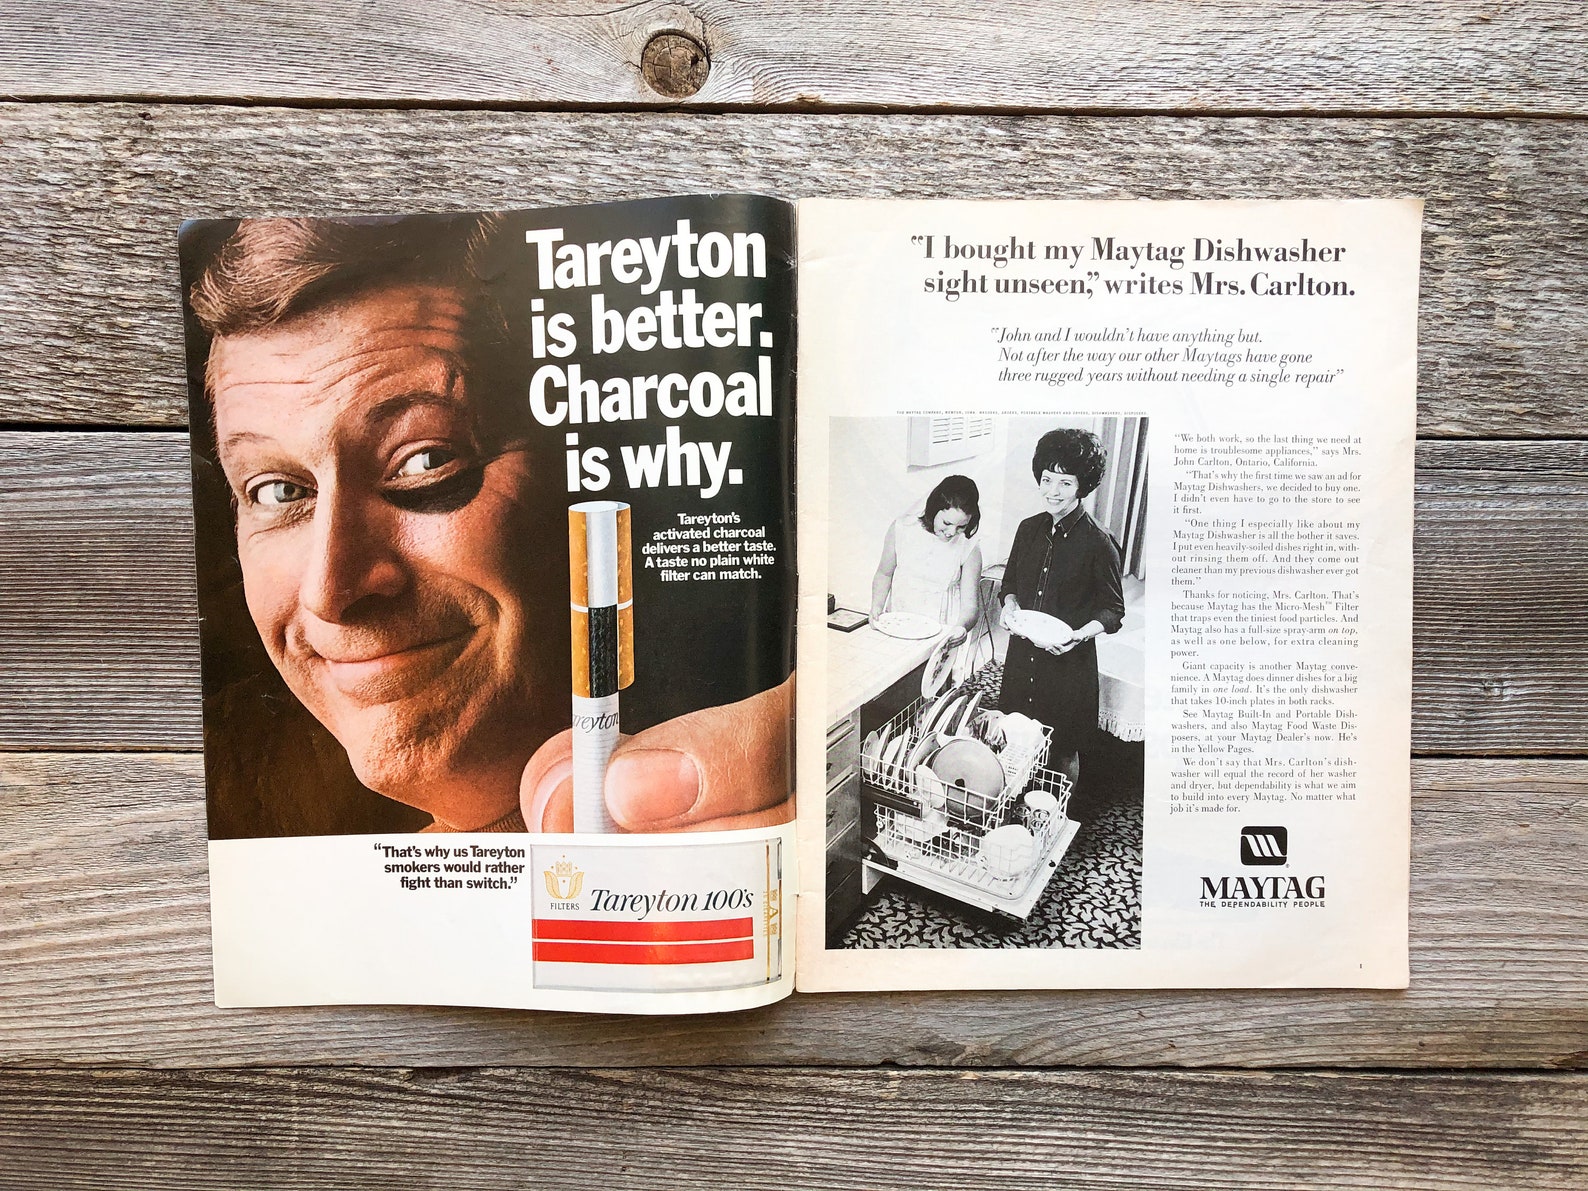 Tareyton
is better.
Charcoal
is why.
Tareyton's
activated charcoal
delivers a better taste.
A taste no plain white
filter can match.
areyton
"That's why us Tareyton
smokers would rather
fight than switch."
FILTERS
Tareyton 100's
"I bought my Maytag Dishwasher
sight unseen," writes Mrs. Carlton.
"John and I wouldn't have anything but.
Not after the way our other Maytags have gone
three rugged years without needing a single repair"
"We both work, so the last thing we need at
home is troublesome appliances," says Mrs.
John Carlton, Ontario, California.
"That's why the first time we saw an ad for
Maytag Dishwashers, we decided to buy one.
I didn't even have to go to the store to see
it first.
"One thing I especially like about my
Maytag Dishwasher is all the bother it saves.
I put even heavily-soiled dishes right in, with-
out rinsing them off. And they come out
cleaner than my previous dishwasher ever got
them."
Thanks for noticing, Mrs. Carlton. That's
because Maytag has the Micro-Mesh™ Filter
that traps even the tiniest food particles. And
Maytag also has a full-size spray-arm on top,
as well as one below, for extra cleaning
power.
Giant capacity is another Maytag conve-
nience. A Maytag does dinner dishes for a big
family in one load. It's the only dishwasher
that takes 10-inch plates in both racks.
See Maytag Built-In and Portable Dish-
washers, and also Maytag Food Waste Dis-
posers, at your Maytag Dealer's now. He's
in the Yellow Pages.
We don't say that Mrs. Carlton's dish-
washer will equal the record of her washer
and dryer, but dependability is what we aim
to build into every Maytag. No matter what
job it's made for.
MAYTAG
THE DEPENDABILITY PEOPLE
1